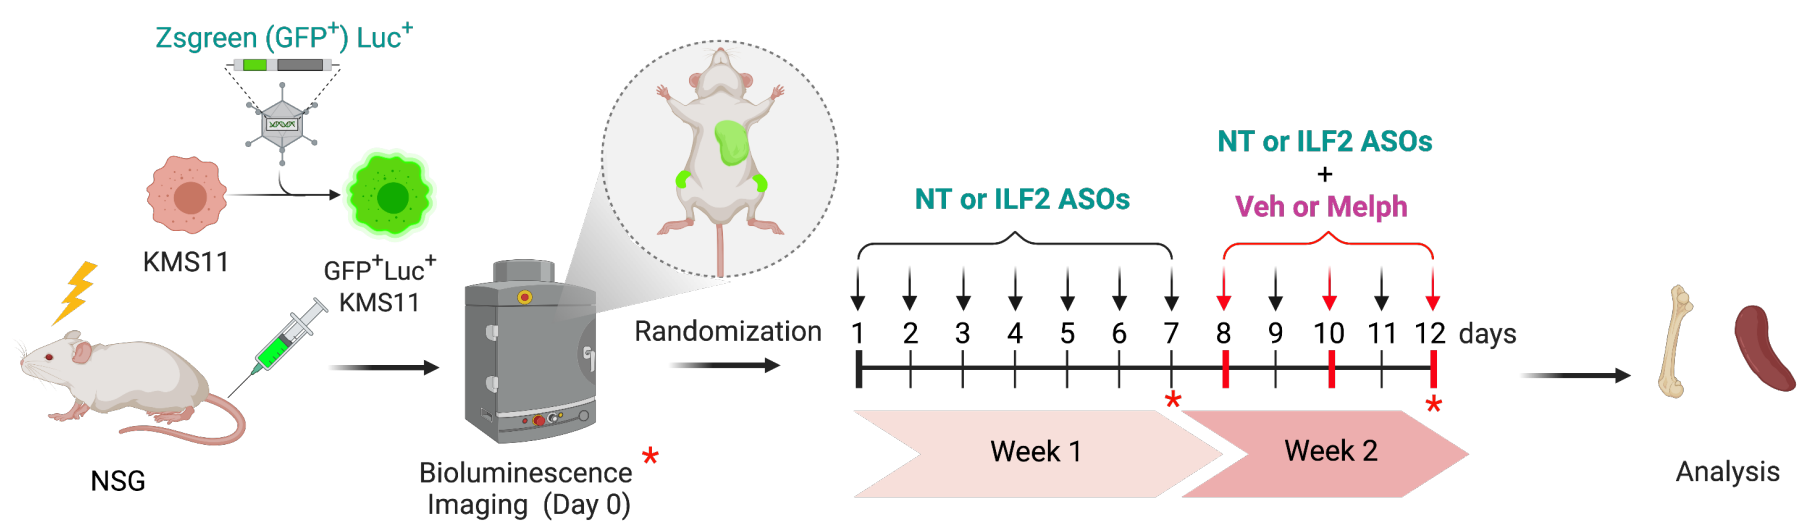 Zsgreen (GFP⁺) Luc⁺
KMS11
GFP⁺Luc⁺
KMS11
NSG
Bioluminescence *
Imaging (Day 0)
Randomization
NT or ILF2 ASOs
NT or ILF2 ASOs
+
Veh or Melph
1 2 3 4 5 6 7 8 9 10 11 12 days
* *
Week 1
Week 2
Analysis